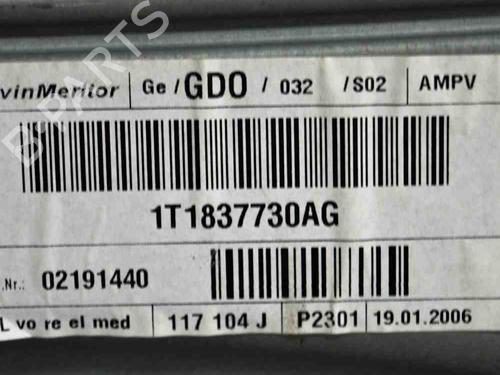 B-PARTS
vinMeritor Ge / GDO / 032 / S02 AMPV
1T1837730AG
.Nr.: 02191440
L vo re el med 117 104 J P2301 19.01.2006